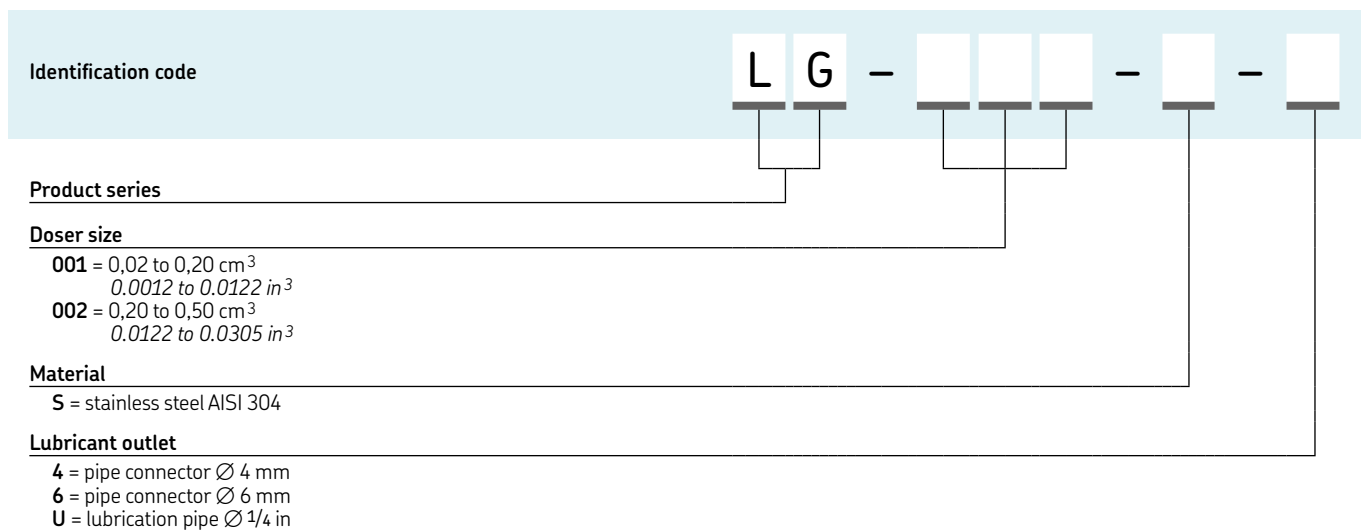 Identification code L G – – –
Product series
Doser size
001 = 0,02 to 0,20 cm³
0.0012 to 0.0122 in³
002 = 0,20 to 0,50 cm³
0.0122 to 0.0305 in³
Material
S = stainless steel AISI 304
Lubricant outlet
4 = pipe connector ∅ 4 mm
6 = pipe connector ∅ 6 mm
U = lubrication pipe ∅ 1/4 in